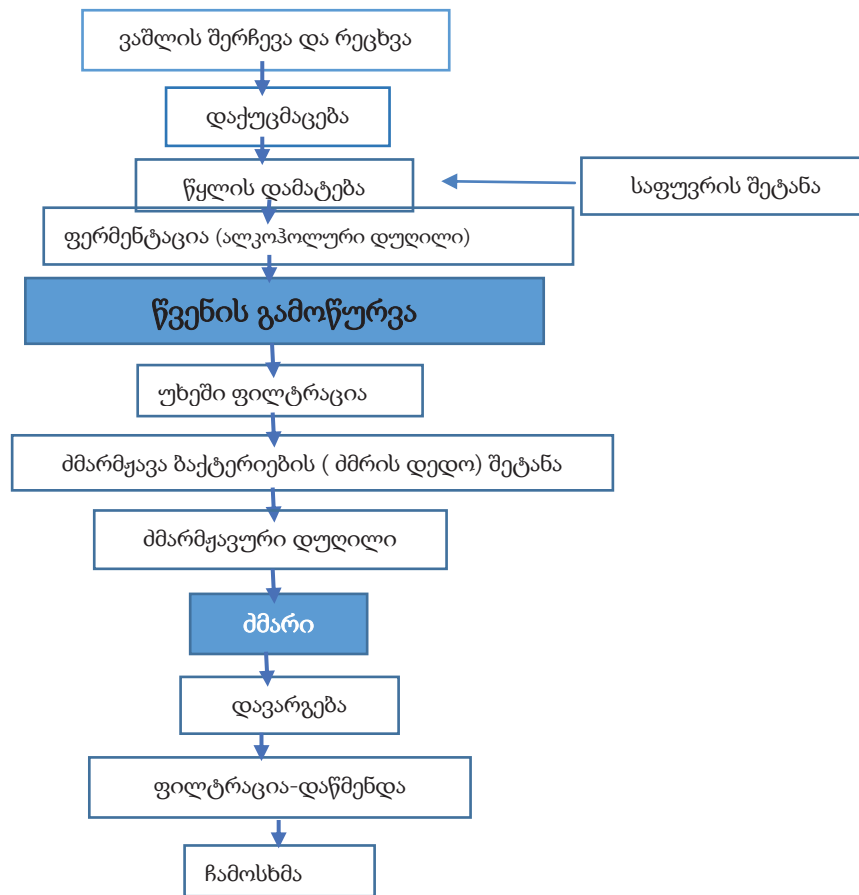 ვაშლის შერჩევა და რეცხვა
დაქუცმაცება
წყლის დამატება
საფუვრის შეტანა
ფერმენტაცია (ალკოჰოლური დუღილი)
წვენის გამოწურვა
უხეში ფილტრაცია
ძმარმჟავა ბაქტერიების ( ძმრის დედო) შეტანა
ძმარმჟავური დუღილი
ძმარი
დავარგება
ფილტრაცია-დაწმენდა
ჩამოსხმა